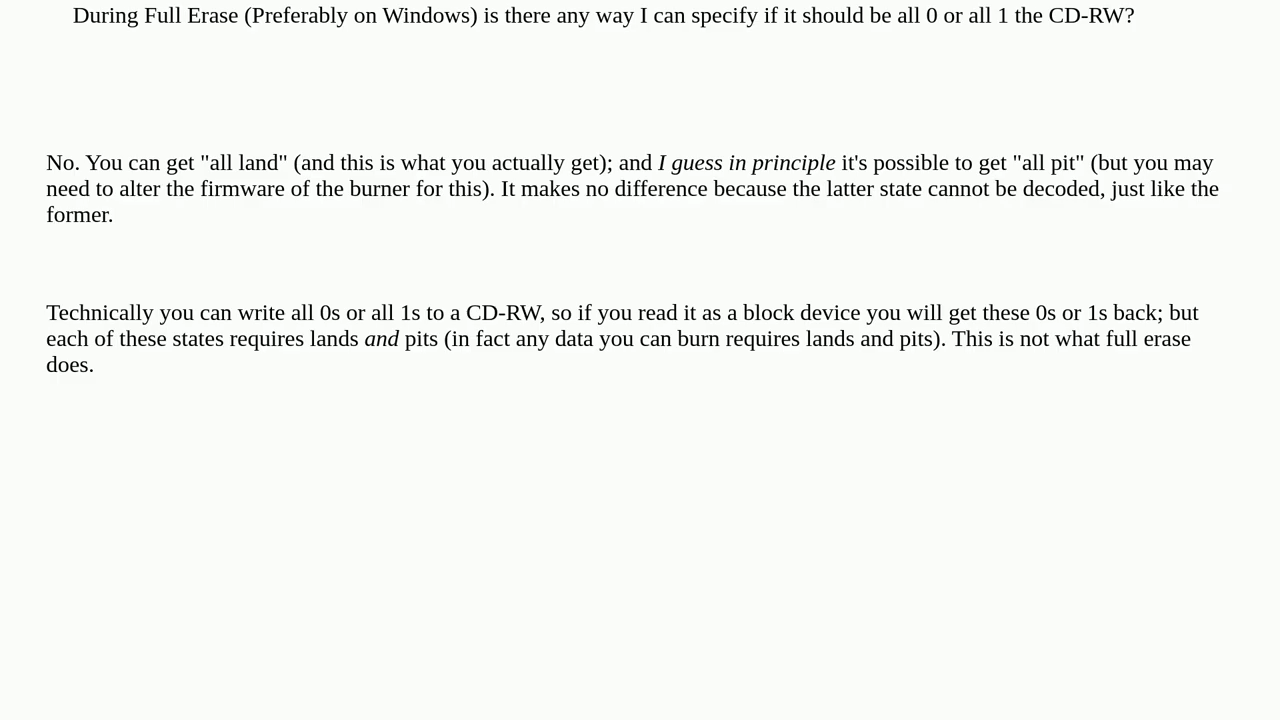 During Full Erase (Preferably on Windows) is there any way I can specify if it should be all 0 or all 1 the CD-RW?
No. You can get "all land" (and this is what you actually get); and I guess in principle it's possible to get "all pit" (but you may
need to alter the firmware of the burner for this). It makes no difference because the latter state cannot be decoded, just like the
former.
Technically you can write all 0s or all 1s to a CD-RW, so if you read it as a block device you will get these 0s or 1s back; but
each of these states requires lands and pits (in fact any data you can burn requires lands and pits). This is not what full erase
does.